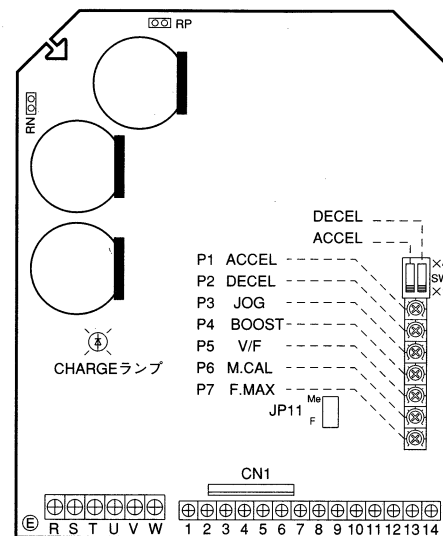 RP
RN
DECEL
ACCEL
P1 ACCEL
P2 DECEL
P3 JOG
P4 BOOST
P5 V/F
P6 M.CAL
P7 F.MAX
SW
CHARGEランプ
JP11
Me
F
CN1
E R S T U V W 1 2 3 4 5 6 7 8 9 10 11 12 13 14